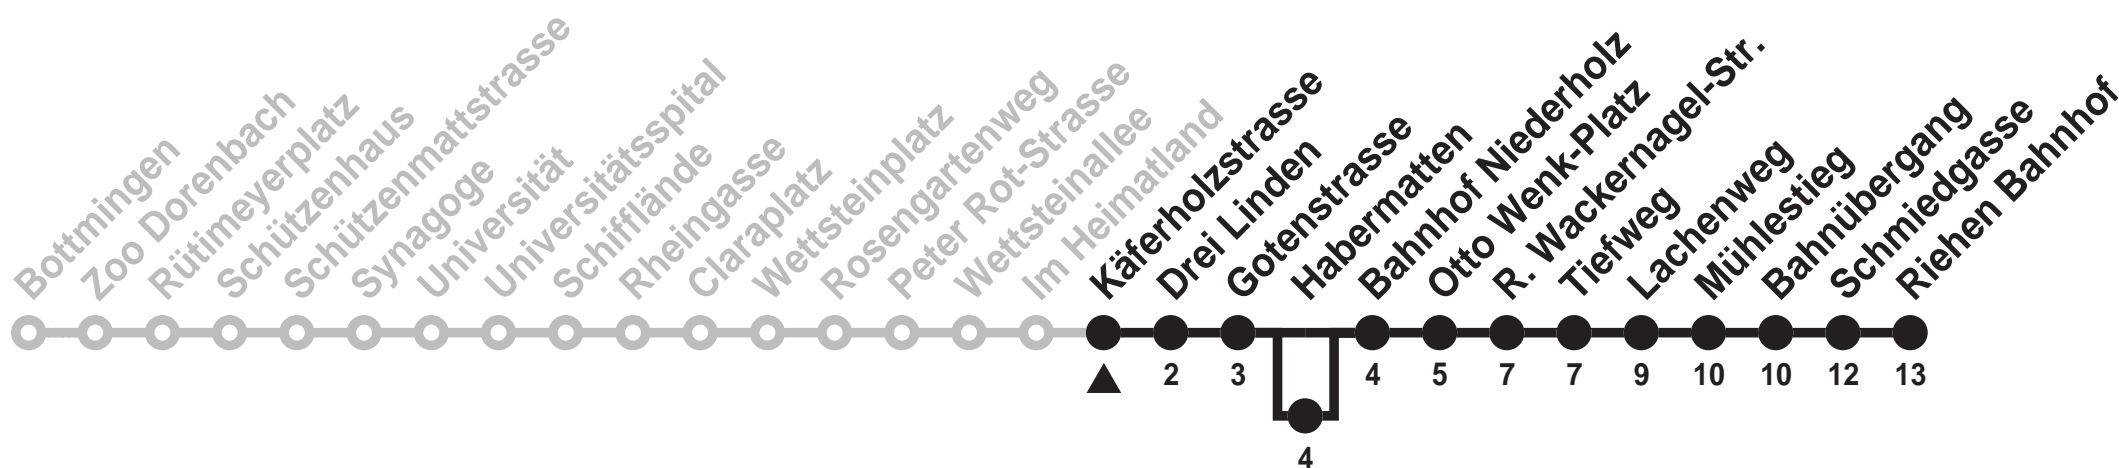 Bottmingen
Zoo Dorenbach
Rütimeyerplatz
Schützenhaus
Schützenmattstrasse
Synagoge
Universität
Universitätsspital
Schifflände
Rheingasse
Claraplatz
Wettsteinplatz
Rosengartenweg
Peter Rot-Strasse
Wettsteinallee
Im Heimatland
Käferholzstrasse
Drei Linden
Gotenstrasse
Habermatten
Bahnhof Niederholz
Otto Wenk-Platz
R. Wackernagel-Str.
Tiefweg
Lachenweg
Mühlestieg
Bahnübergang
Schmiedgasse
Riehen Bahnhof
2 3 4 5 7 7 9 10 10 12 13
4